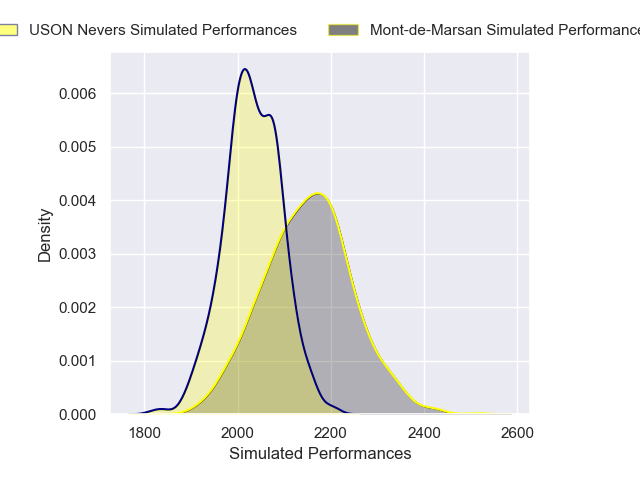 USON Nevers Simulated Performances Mont-de-Marsan Simulated Performance
0.006
0.005
0.004
0.003
0.002
0.001
0.000
Density
1800 2000 2200 2400 2600
Simulated Performances